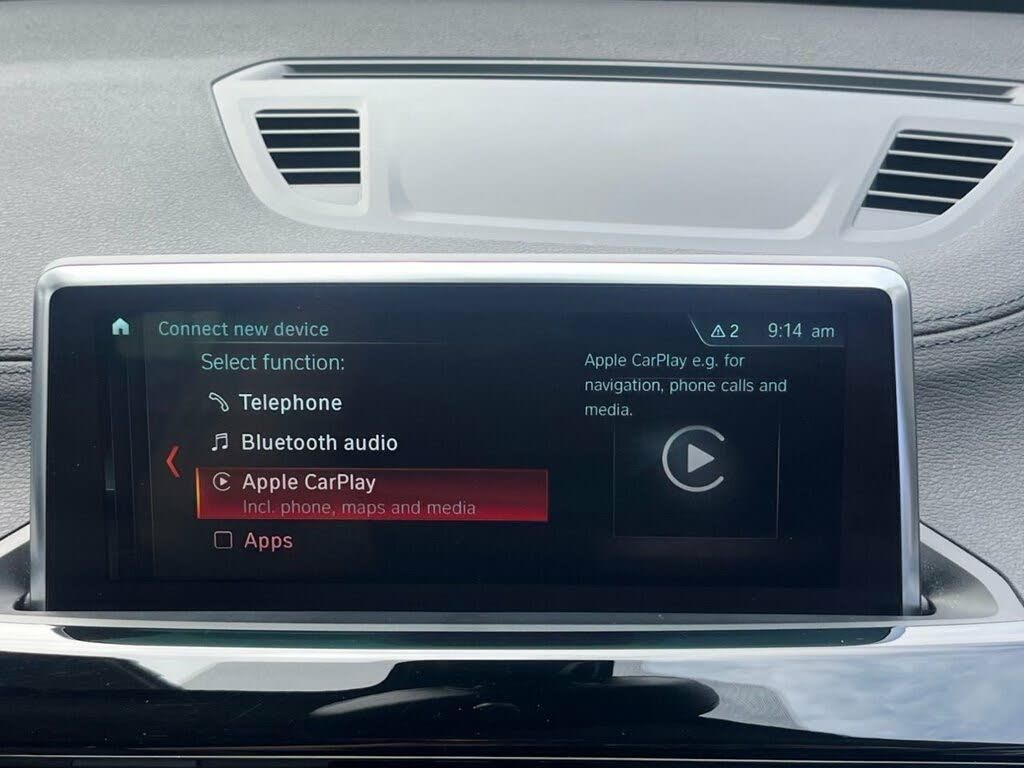 Connect new device
2 9:14 am
Select function:
Telephone
Bluetooth audio
Apple CarPlay
Incl. phone, maps and media
Apps
Apple CarPlay e.g. for
navigation, phone calls and
media.